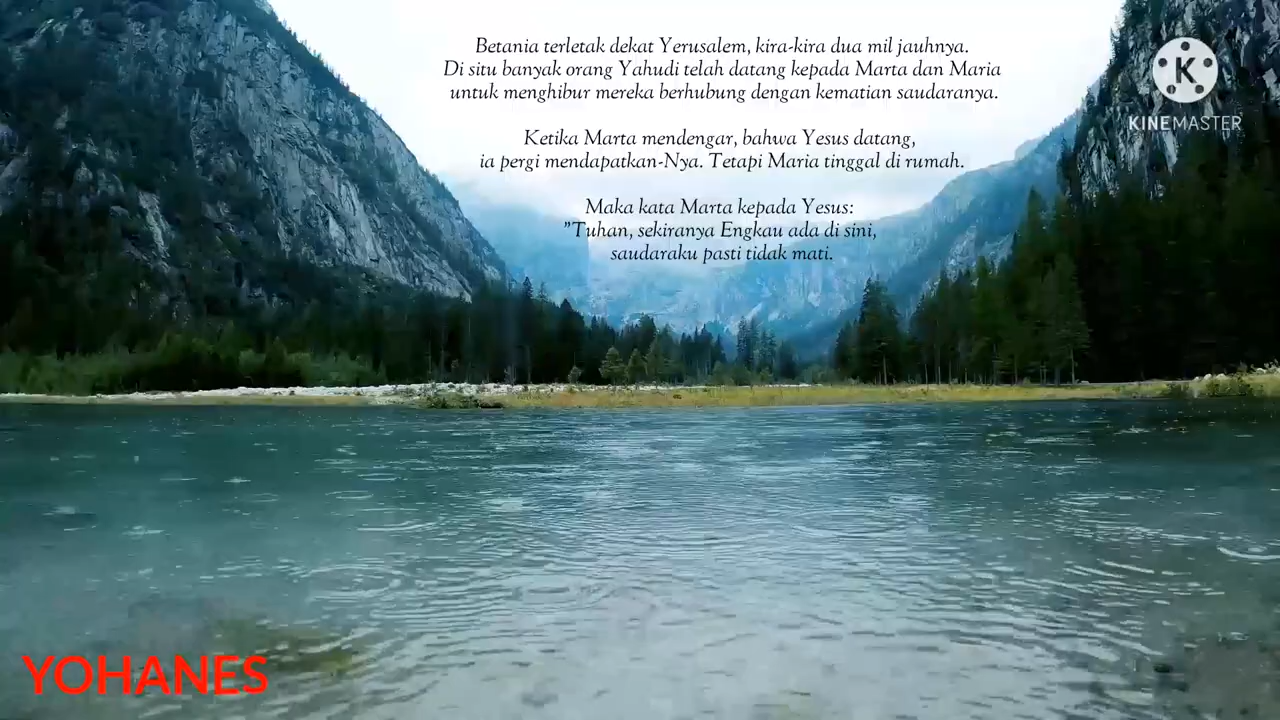 Betania terletak dekat Yerusalem, kira-kira dua mil jauhnya.
Di situ banyak orang Yahudi telah datang kepada Marta dan Maria
untuk menghibur mereka berhubung dengan kematian saudaranya.
Ketika Marta mendengar, bahwa Yesus datang,
ia pergi mendapatkan-Nya. Tetapi Maria tinggal di rumah.
Maka kata Marta kepada Yesus:
"Tuhan, sekiranya Engkau ada di sini,
saudaraku pasti tidak mati.
K
KINEMASTER
YOHANES